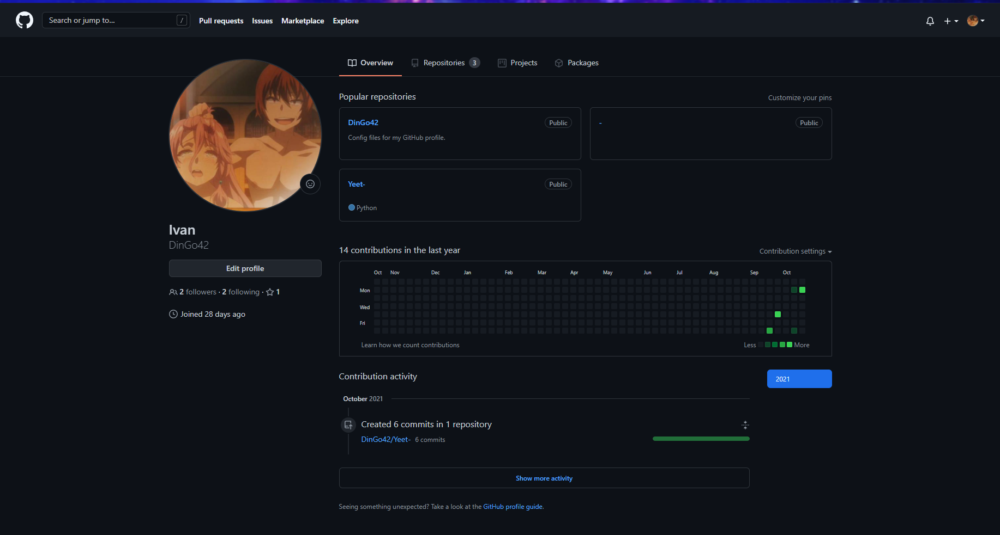 Search or jump to... /
Pull requests Issues Marketplace Explore
Overview Repositories 3 Projects Packages
Ivan
DinGo42
Edit profile
2 followers · 2 following · 1
Joined 28 days ago
Popular repositories
Customize your pins
DinGo42 Public
Config files for my GitHub profile.
- Public
Yeet- Public
Python
14 contributions in the last year
Contribution settings
Oct Nov Dec Jan Feb Mar Apr May Jun Jul Aug Sep Oct
Mon
Wed
Fri
Learn how we count contributions
Less More
Contribution activity
2021
October 2021
Created 6 commits in 1 repository
DinGo42/Yeet- 6 commits
Show more activity
Seeing something unexpected? Take a look at the GitHub profile guide.